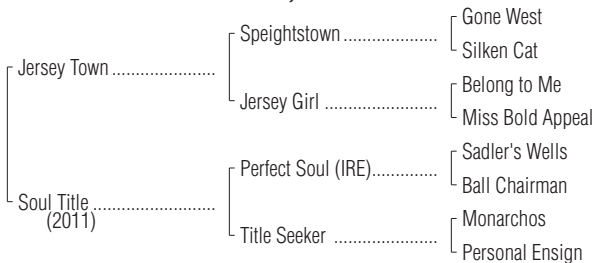 Gone West
Speightstown
Silken Cat
Jersey Town
Belong to Me
Jersey Girl
Miss Bold Appeal
Sadler's Wells
Perfect Soul (IRE)
Ball Chairman
Soul Title
(2011)
Monarchos
Title Seeker
Personal Ensign